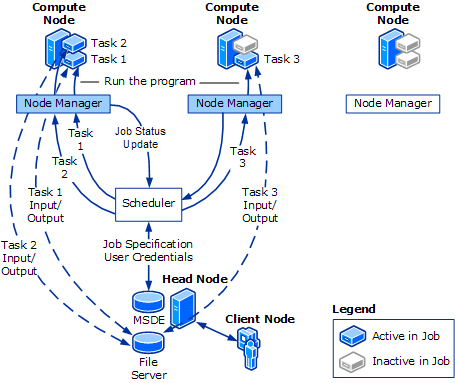 Compute
Node
Compute
Node
Compute
Node
Task 2
Task 1
Task 3
Run the program
Node Manager
Node Manager
Node Manager
Task
1
Job Status
Update
Task
2
Task
3
Scheduler
Task 1
Input/
Output
Task 3
Input/
Output
Task 2
Input/
Output
Job Specification
User Credentials
Head Node
MSDE
Client Node
File
Server
Legend
Active in Job
Inactive in Job